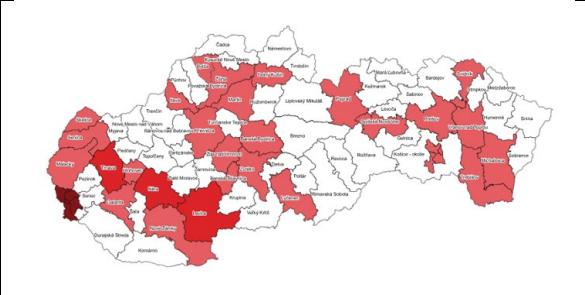 Čadca
Námestovo
Kysucké Nové Mesto
Bytča
Žilina
Tvrdošín
Dolný Kubín
Púchov
Považská Bystrica
Ilava
Martin
Ružomberok
Liptovský Mikuláš
Poprad
Kežmarok
Stará Ľubovňa
Bardejov
Svidník
Stropkov
Medzilaborce
Sabinov
Levoča
Prešov
Humenné
Snina
Vranov nad Topľou
Spišská Nová Ves
Gelnica
Košice - okolie
Michalovce
Sobrance
Trebišov
Rožňava
Revúca
Brezno
Banská Bystrica
Turčianske Teplice
Prievidza
Trenčín
Nové Mesto nad Váhom
Bánovce nad Bebravou
Myjava
Skalica
Senica
Malacky
Piešťany
Topoľčany
Partizánske
Trnava
Hlohovec
Zlaté Moravce
Žarnovica
Žiar nad Hronom
Banská Štiavnica
Zvolen
Detva
Poltár
Rimavská Sobota
Lučenec
Veľký Krtíš
Krupina
Levice
Nitra
Pezinok
Senec
Galanta
Šaľa
Nové Zámky
Dunajská Streda
Komárno